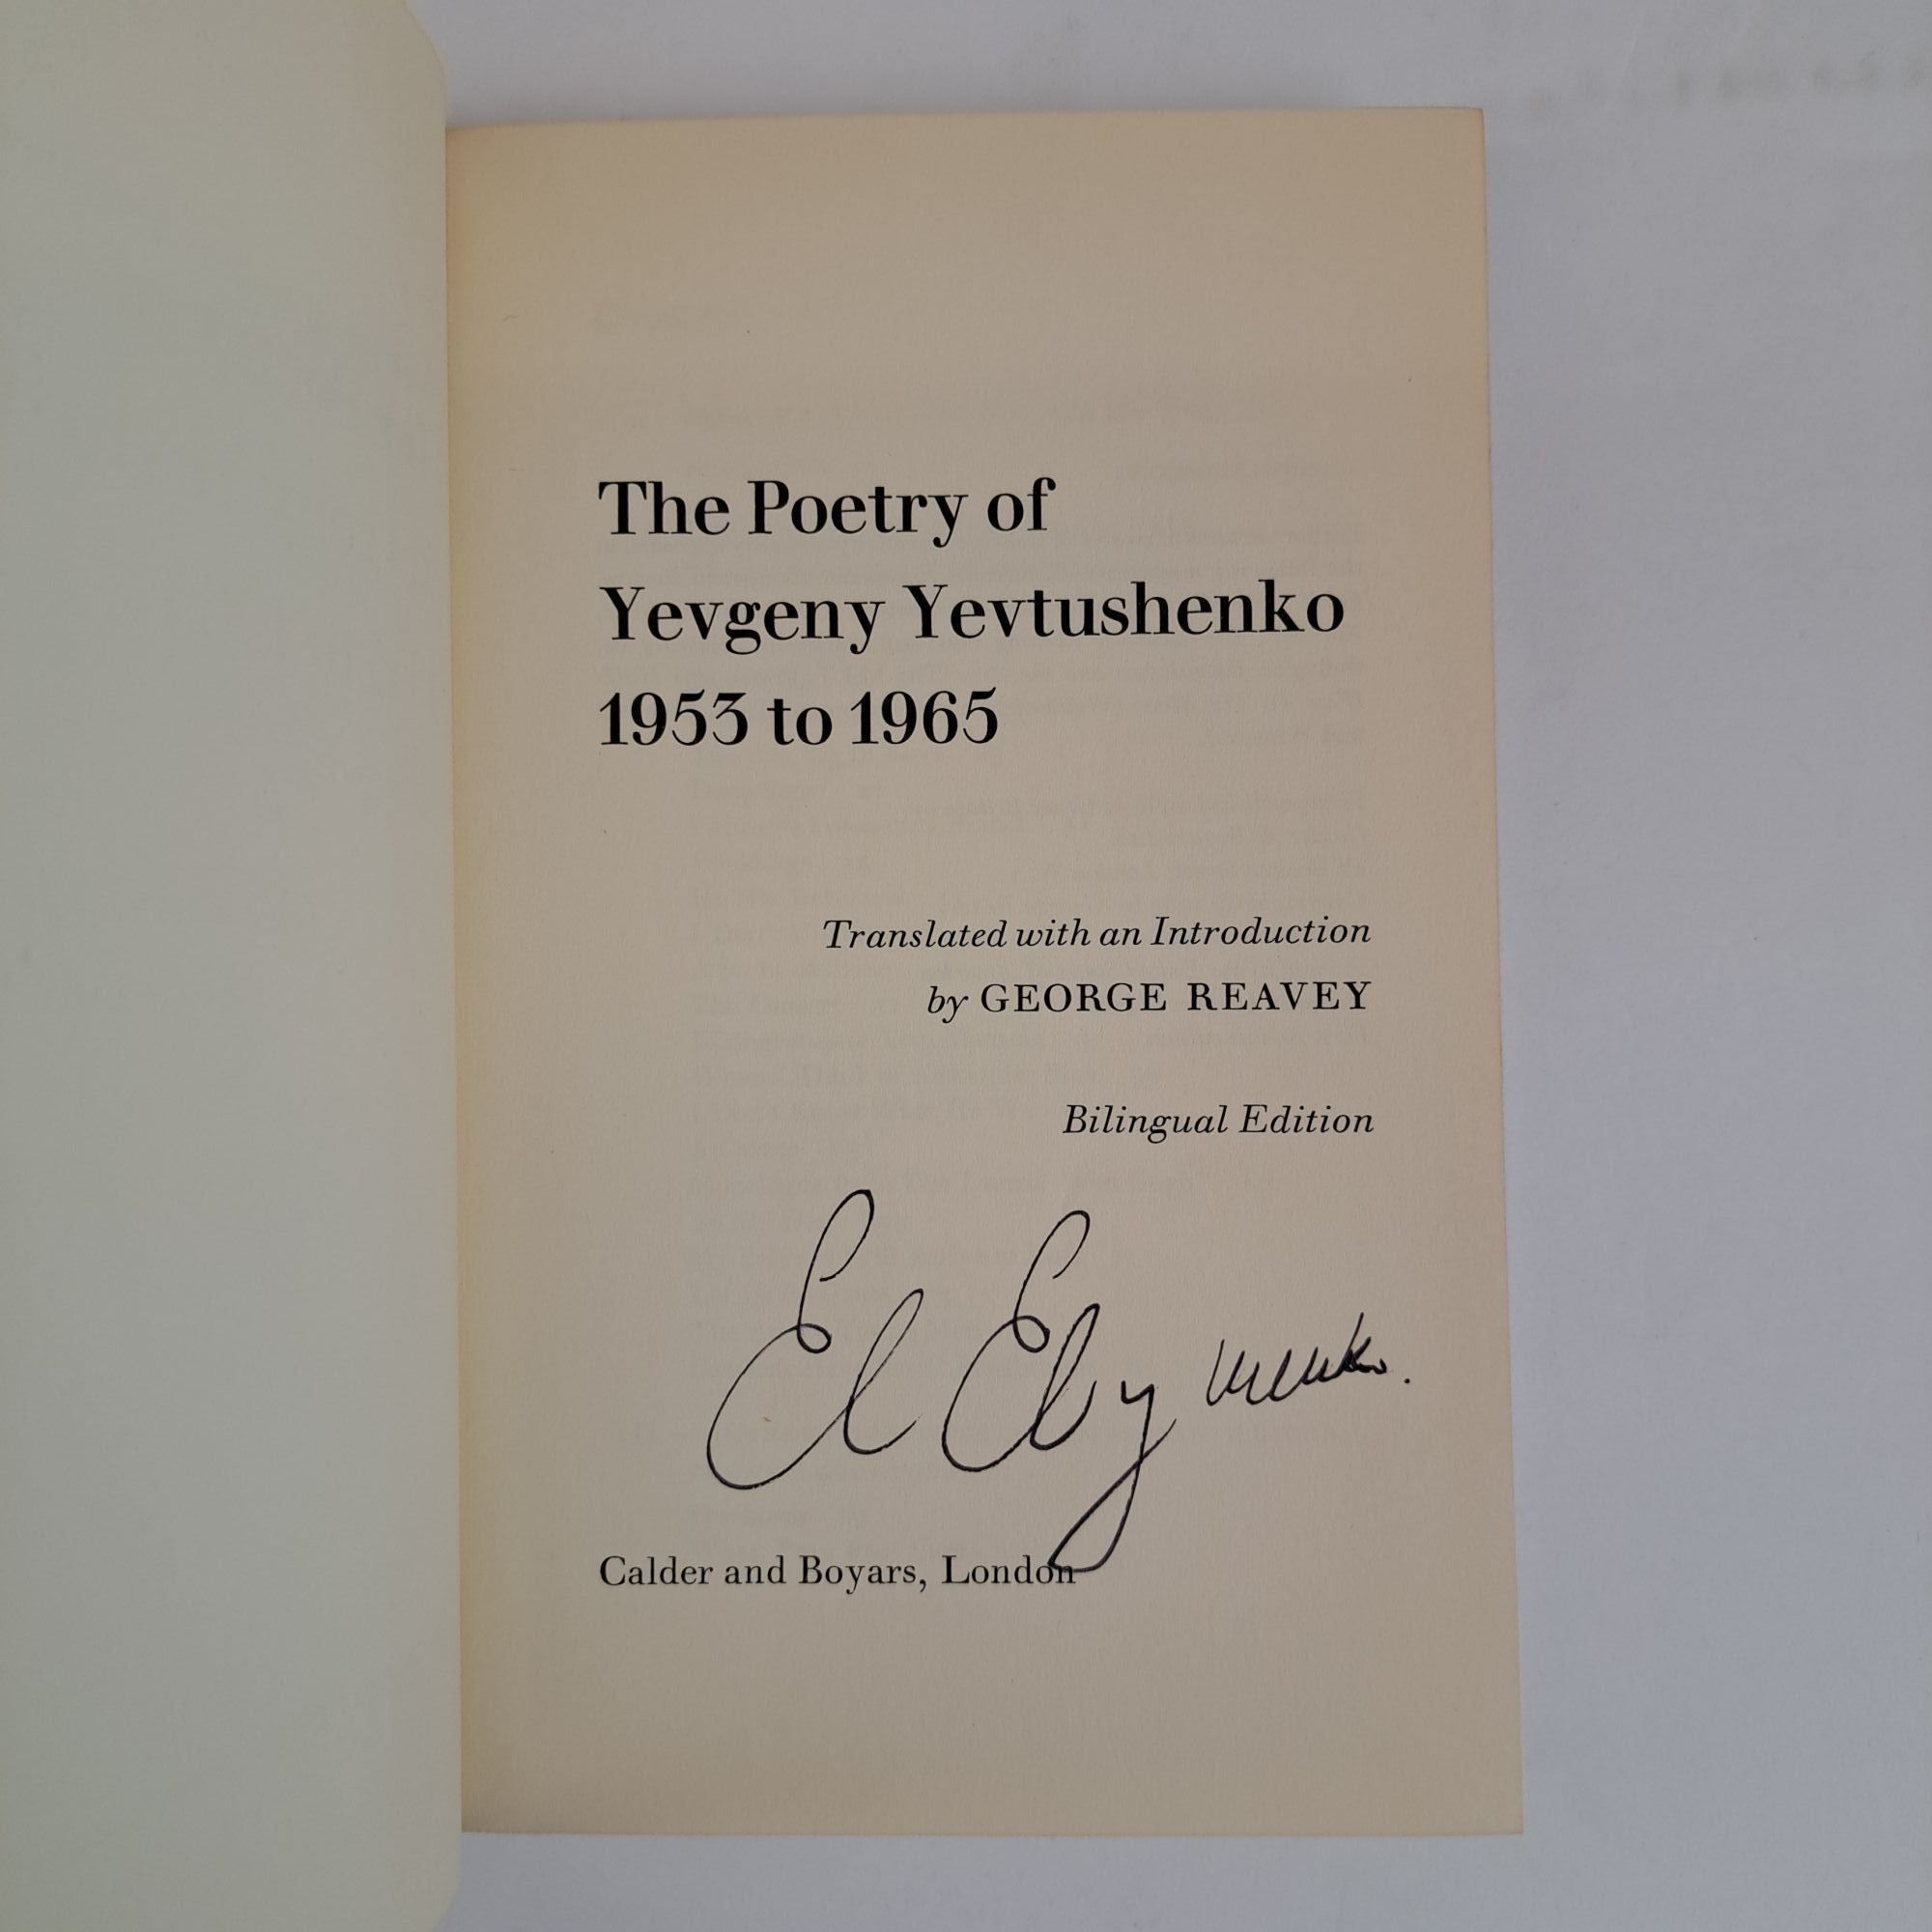 The Poetry of
Yevgeny Yevtushenko
1953 to 1965
Translated with an Introduction
by GEORGE REAVEY
Bilingual Edition
Calder and Boyars, London